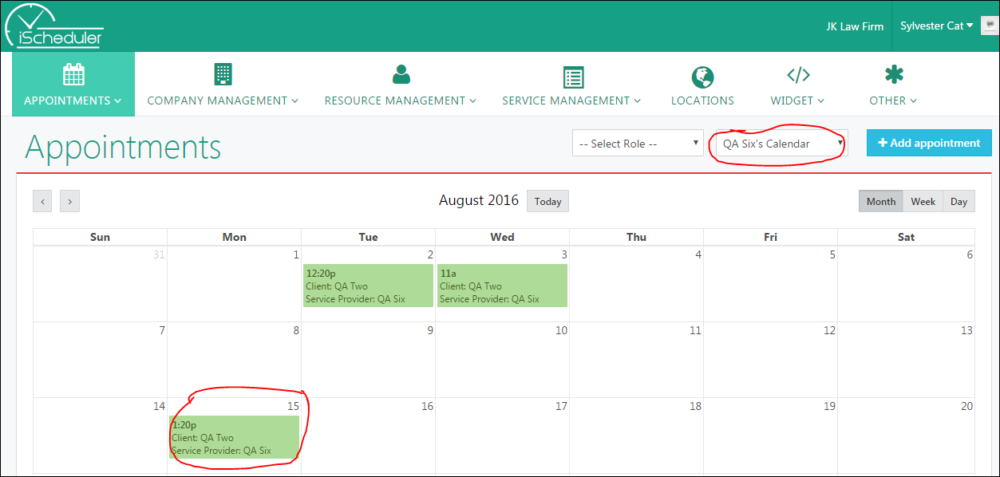 iScheduler
JK Law Firm
Sylvester Cat
APPOINTMENTS
COMPANY MANAGEMENT
RESOURCE MANAGEMENT
SERVICE MANAGEMENT
LOCATIONS
</> WIDGET
OTHER
Appointments
-- Select Role --
QA Six's Calendar
+ Add appointment
‹ ›
August 2016
Today
Month Week Day
Sun Mon Tue Wed Thu Fri Sat
31 1 2 3 4 5 6
12:20p
Client: QA Two
Service Provider: QA Six
11a
Client: QA Two
Service Provider: QA Six
7 8 9 10 11 12 13
14 15 16 17 18 19 20
1:20p
Client: QA Two
Service Provider: QA Six